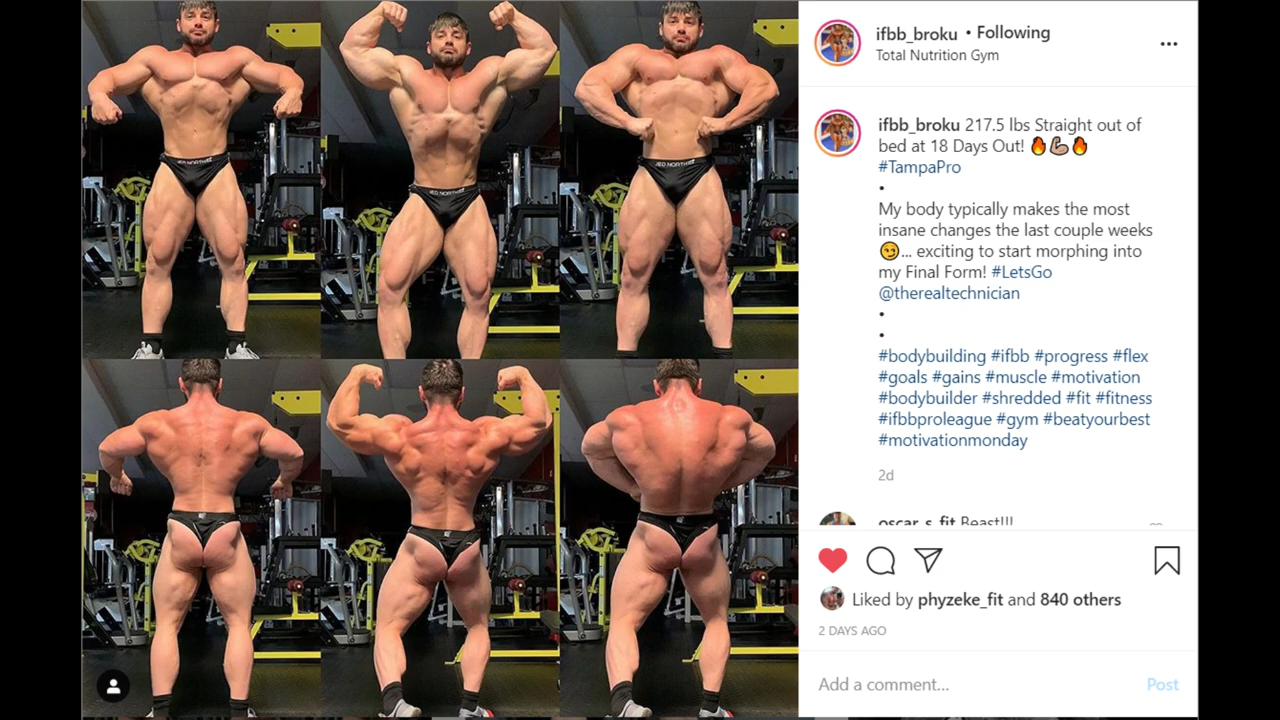 ifbb_broku • Following
Total Nutrition Gym
ifbb_broku 217.5 lbs Straight out of
bed at 18 Days Out! 🔥💪🏼🔥
#TampaPro
•
My body typically makes the most
insane changes the last couple weeks
😏... exciting to start morphing into
my Final Form! #LetsGo
@therealtechnician
•
•
#bodybuilding #ifbb #progress #flex
#goals #gains #muscle #motivation
#bodybuilder #shredded #fit #fitness
#ifbbproleague #gym #beatyourbest
#motivationmonday
2d
oscar_s_fit Beast!!!
Liked by phyzeke_fit and 840 others
2 DAYS AGO
Add a comment... Post